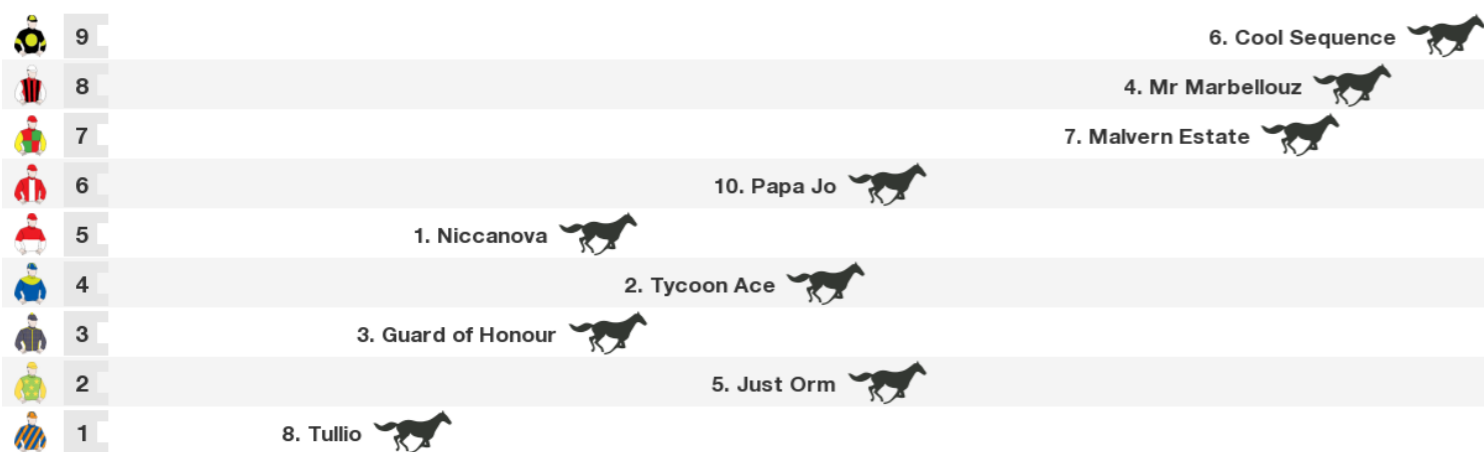 9 6. Cool Sequence
8 4. Mr Marbellouz
7 7. Malvern Estate
6 10. Papa Jo
5 1. Niccanova
4 2. Tycoon Ace
3 3. Guard of Honour
2 5. Just Orm
1 8. Tullio